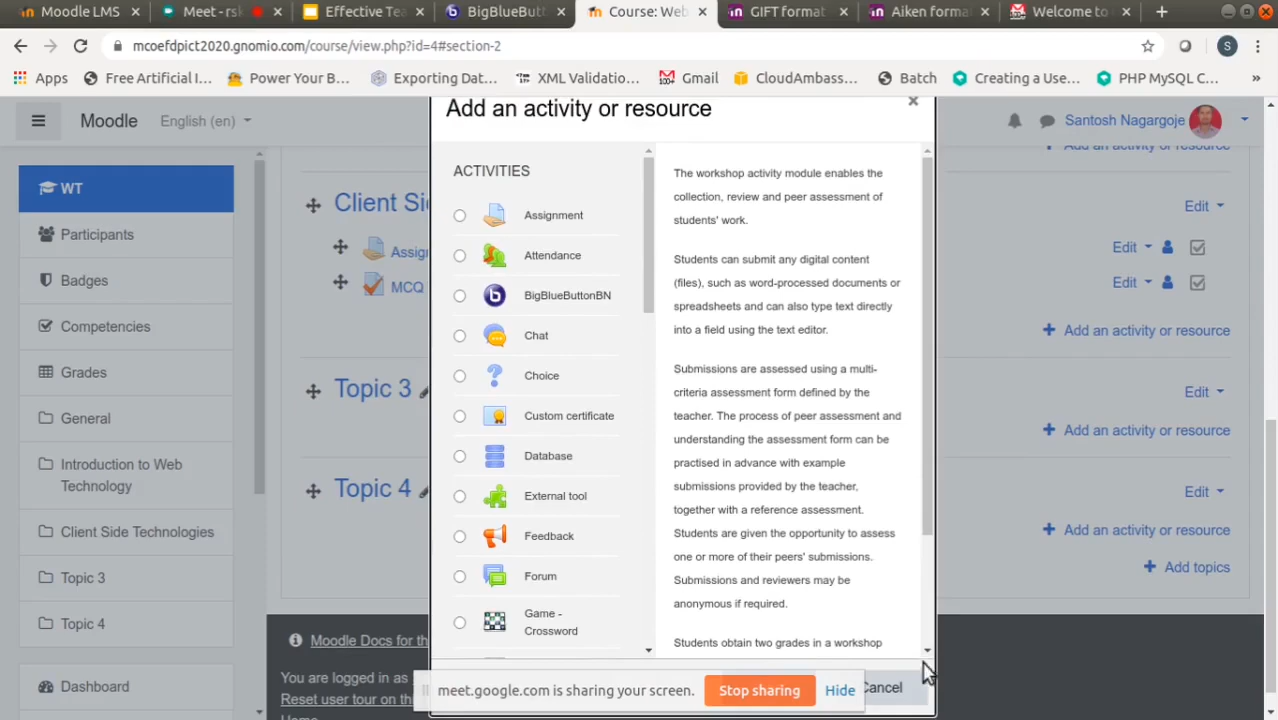 Moodle LMS
Meet - rsk
Effective Tea
BigBlueButt
Course: Web
GIFT format
Aiken forma
Welcome to
mcoefdpict2020.gnomio.com/course/view.php?id=4#section-2
S
Apps
Free Artificial I...
Power Your B...
Exporting Dat...
XML Validatio...
Gmail
CloudAmbass...
Batch
Creating a Use...
PHP MySQL C...
»
Moodle
English (en)
Santosh Nagargoje
Add an activity or resource
WT
Participants
Badges
Competencies
Grades
General
Introduction to Web
Technology
Client Side Technologies
Topic 3
Topic 4
Dashboard
Client Si
Edit
Assig
Edit
MCQ
Edit
Add an activity or resource
Topic 3
Edit
Add an activity or resource
Topic 4
Edit
Add an activity or resource
Add topics
Moodle Docs for th
You are logged in as
Reset user tour on thi
Add an activity or resource
ACTIVITIES
Assignment
Attendance
BigBlueButtonBN
Chat
Choice
Custom certificate
Database
External tool
Feedback
Forum
Game -
Crossword
The workshop activity module enables the
collection, review and peer assessment of
students' work.
Students can submit any digital content
(files), such as word-processed documents or
spreadsheets and can also type text directly
into a field using the text editor.
Submissions are assessed using a multi-
criteria assessment form defined by the
teacher. The process of peer assessment and
understanding the assessment form can be
practised in advance with example
submissions provided by the teacher,
together with a reference assessment.
Students are given the opportunity to assess
one or more of their peers' submissions.
Submissions and reviewers may be
anonymous if required.
Students obtain two grades in a workshop
meet.google.com is sharing your screen.
Stop sharing
Hide
Cancel